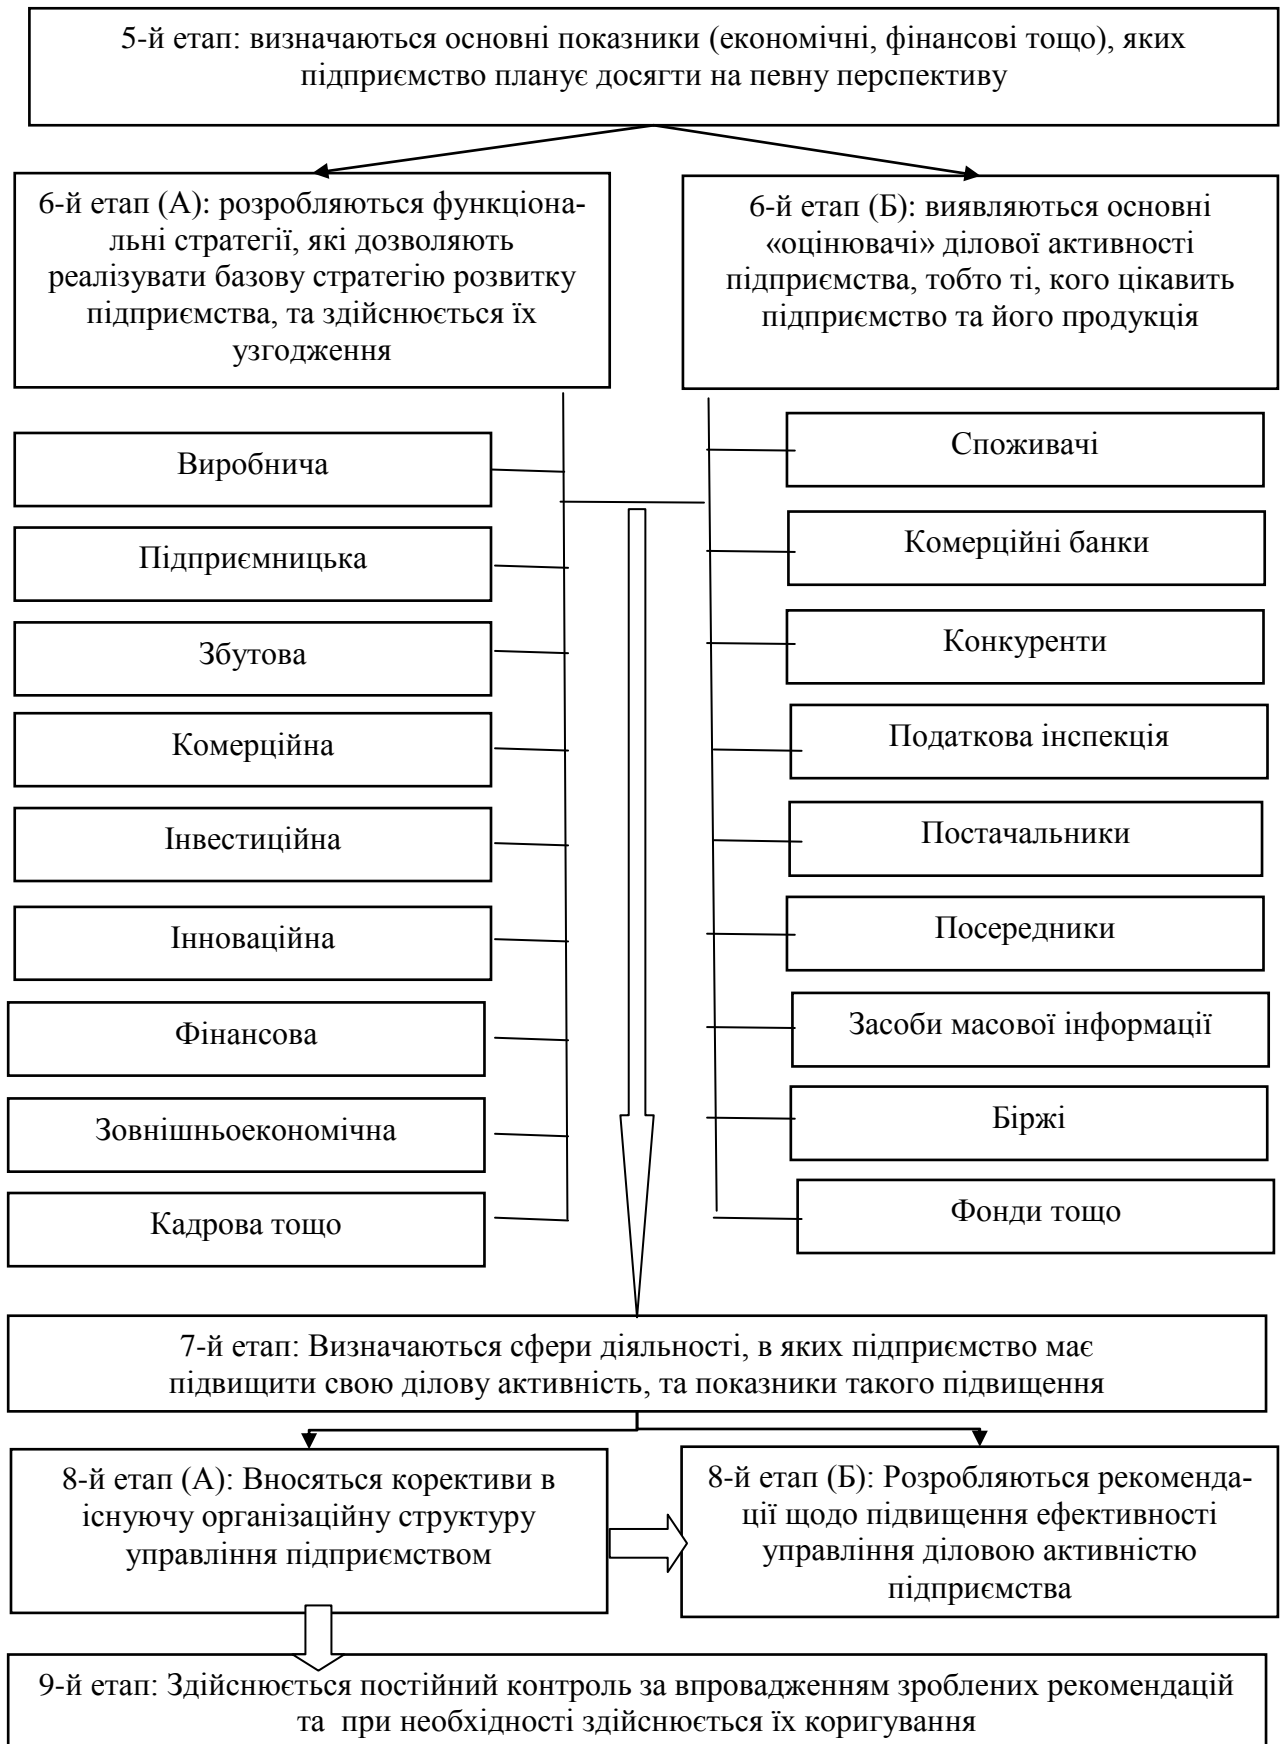 5-й етап: визначаються основні показники (економічні, фінансові тощо), яких
підприємство планує досягти на певну перспективу
6-й етап (А): розробляються функціона-
льні стратегії, які дозволяють
реалізувати базову стратегію розвитку
підприємства, та здійснюється їх
узгодження
6-й етап (Б): виявляються основні
«оцінювачі» ділової активності
підприємства, тобто ті, кого цікавить
підприємство та його продукція
Виробнича
Підприємницька
Збутова
Комерційна
Інвестиційна
Інноваційна
Фінансова
Зовнішньоекономічна
Кадрова тощо
Споживачі
Комерційні банки
Конкуренти
Податкова інспекція
Постачальники
Посередники
Засоби масової інформації
Біржі
Фонди тощо
7-й етап: Визначаються сфери діяльності, в яких підприємство має
підвищити свою ділову активність, та показники такого підвищення
8-й етап (А): Вносяться корективи в
існуючу організаційну структуру
управління підприємством
8-й етап (Б): Розробляються рекоменда-
ції щодо підвищення ефективності
управління діловою активністю
підприємства
9-й етап: Здійснюється постійний контроль за впровадженням зроблених рекомендацій
та при необхідності здійснюється їх коригування